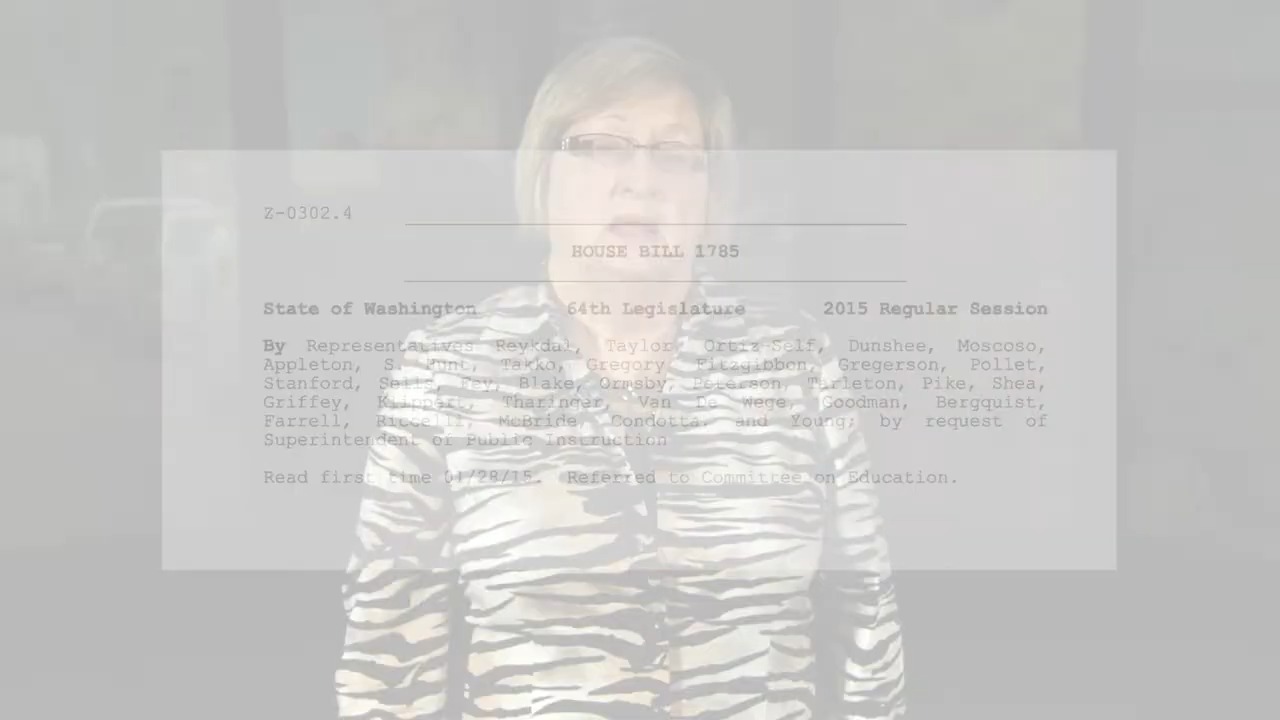 Z-0302.4
HOUSE BILL 1785
State of Washington 64th Legislature 2015 Regular Session
By Representatives Reykdal, Taylor, Ortiz-Self, Dunshee, Moscoso,
Appleton, S. Hunt, Takko, Gregory, Fitzgibbon, Gregerson, Pollet,
Stanford, Sells, Fey, Blake, Ormsby, Peterson, Tarleton, Pike, Shea,
Griffey, Klippert, Tharinger, Van De Wege, Goodman, Bergquist,
Farrell, Riccelli, McBride, Condotta, and Young; by request of
Superintendent of Public Instruction
Read first time 01/28/15. Referred to Committee on Education.